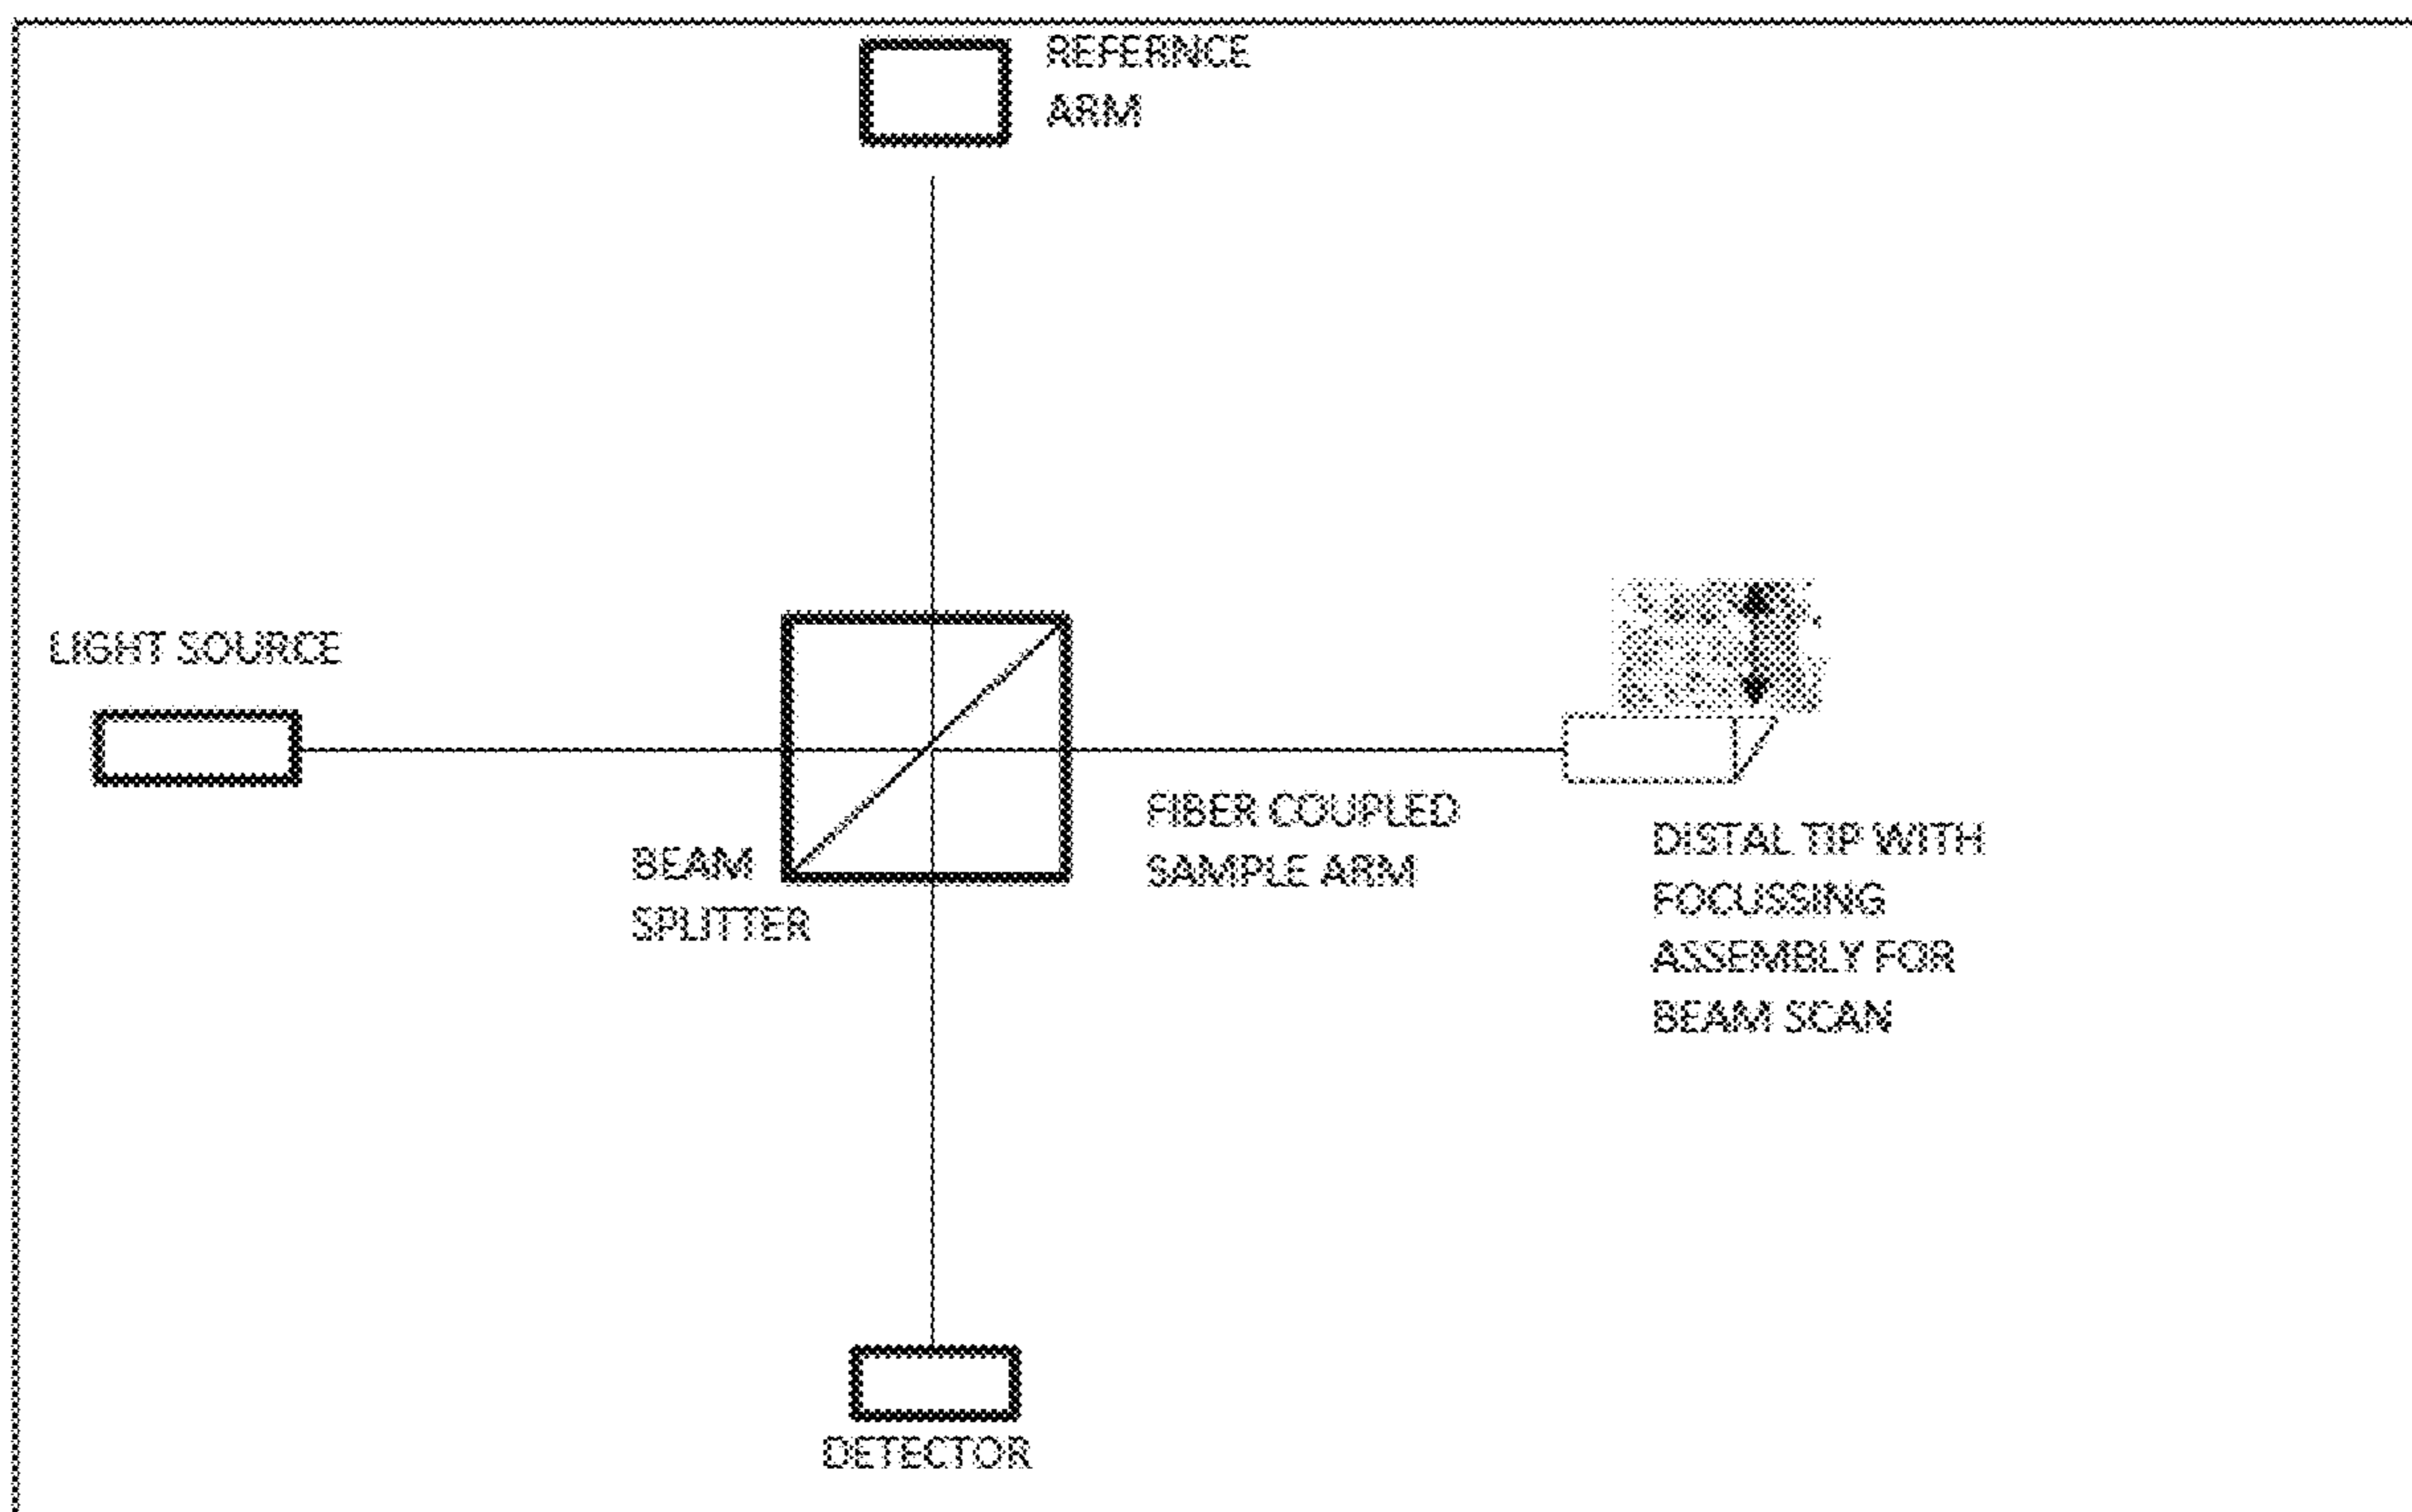 REFERNCE
ARM
LIGHT SOURCE
BEAM
SPLITTER
FIBER COUPLED
SAMPLE ARM
DISTAL TIP WITH
FOCUSSING
ASSEMBLY FOR
BEAM SCAN
DETECTOR